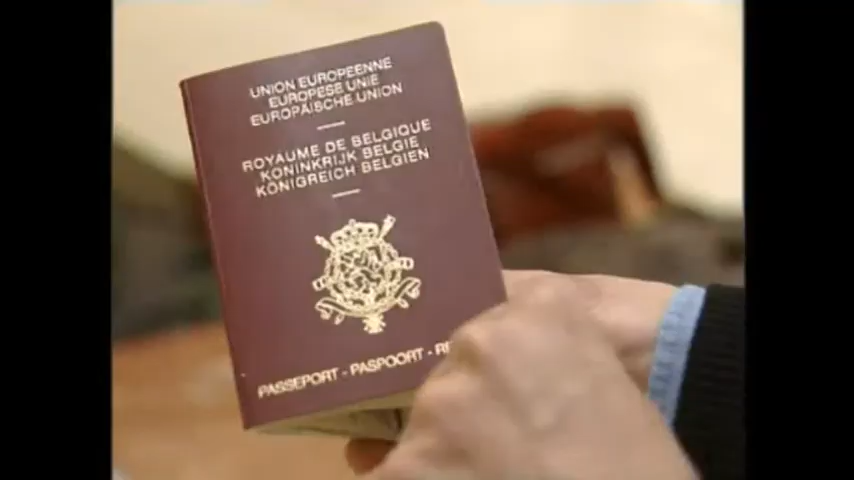 UNION EUROPEENNE
EUROPESE UNIE
EUROPÄISCHE UNION
ROYAUME DE BELGIQUE
KONINKRIJK BELGIE
KÖNIGREICH BELGIEN
PASSEPORT - PASPOORT -